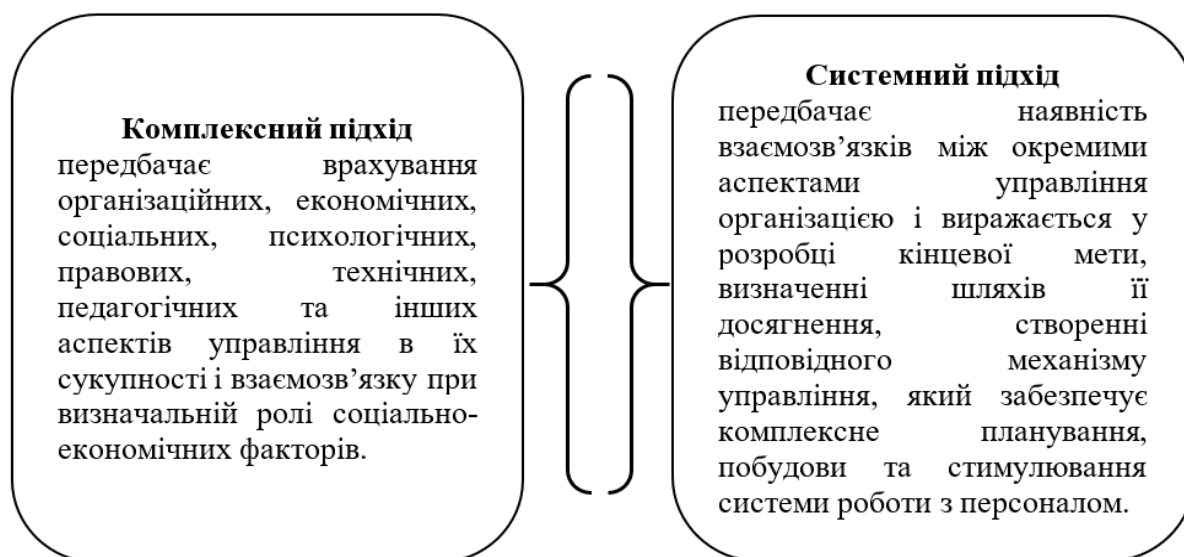 Комплексний підхід
передбачає врахування
організаційних, економічних,
соціальних, психологічних,
правових, технічних,
педагогічних та інших
аспектів управління в їх
сукупності і взаємозв’язку при
визначальній ролі соціально-
економічних факторів.
Системний підхід
передбачає наявність
взаємозв’язків між окремими
аспектами управління
організацією і виражається у
розробці кінцевої мети,
визначенні шляхів її
досягнення, створенні
відповідного механізму
управління, який забезпечує
комплексне планування,
побудови та стимулювання
системи роботи з персоналом.